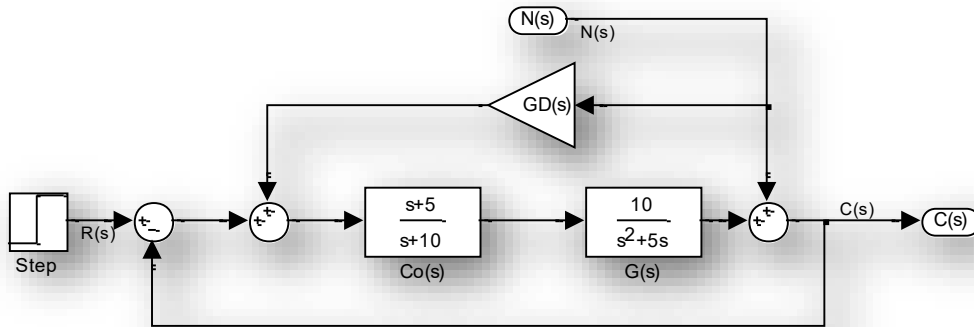 N(s)
N(s)
GD(s)
s+5
s+10
10
s²+5s
C(s)
C(s)
R(s)
Step
Co(s)
G(s)